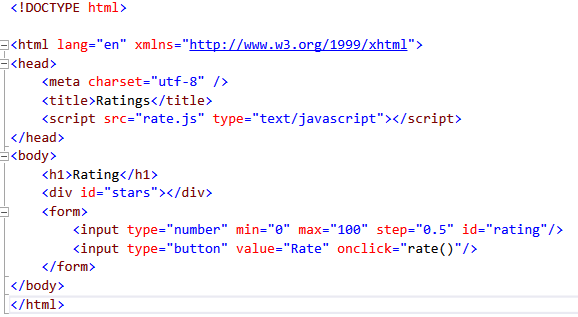 <!DOCTYPE html>
<html lang="en" xmlns="http://www.w3.org/1999/xhtml">
<head>
    <meta charset="utf-8" />
    <title>Ratings</title>
    <script src="rate.js" type="text/javascript"></script>
</head>
<body>
    <h1>Rating</h1>
    <div id="stars"></div>
    <form>
        <input type="number" min="0" max="100" step="0.5" id="rating"/>
        <input type="button" value="Rate" onclick="rate()"/>
    </form>
</body>
</html>